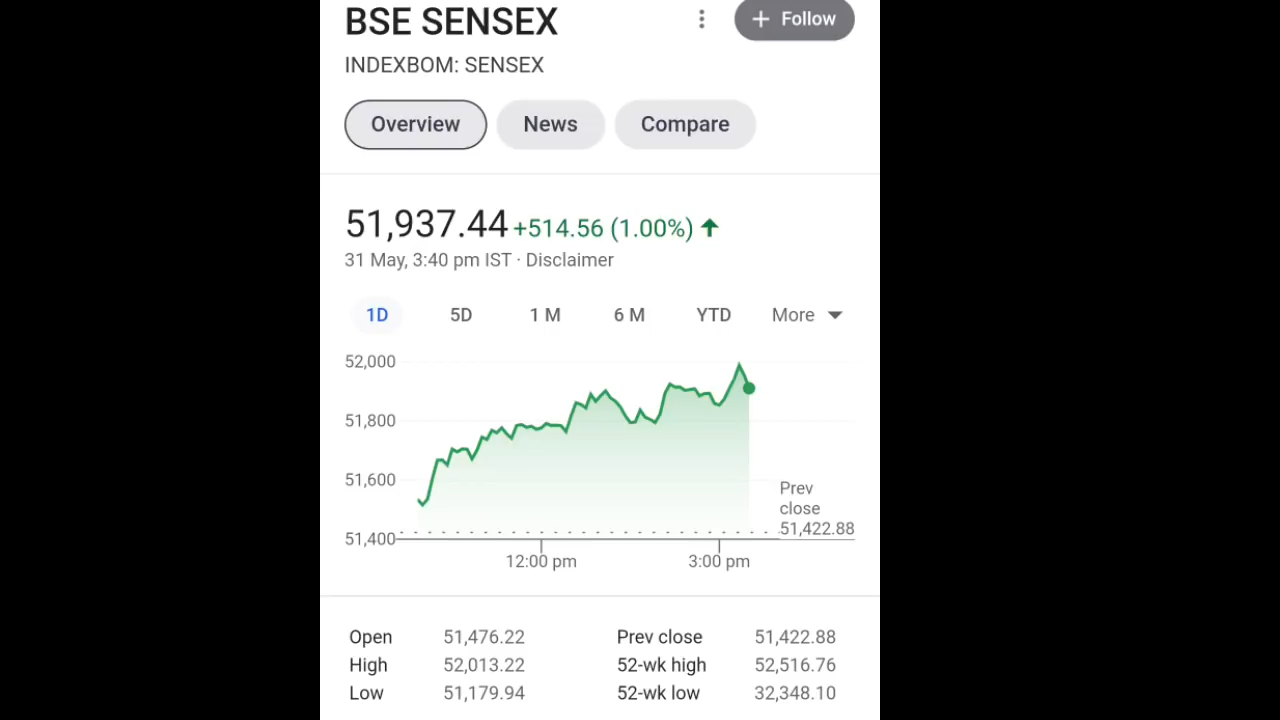 BSE SENSEX
+ Follow
INDEXBOM: SENSEX
Overview News Compare
51,937.44 +514.56 (1.00%)
31 May, 3:40 pm IST · Disclaimer
1D 5D 1 M 6 M YTD More
52,000
51,800
51,600
Prev
close
51,422.88
51,400
12:00 pm 3:00 pm
Open 51,476.22 Prev close 51,422.88
High 52,013.22 52-wk high 52,516.76
Low 51,179.94 52-wk low 32,348.10